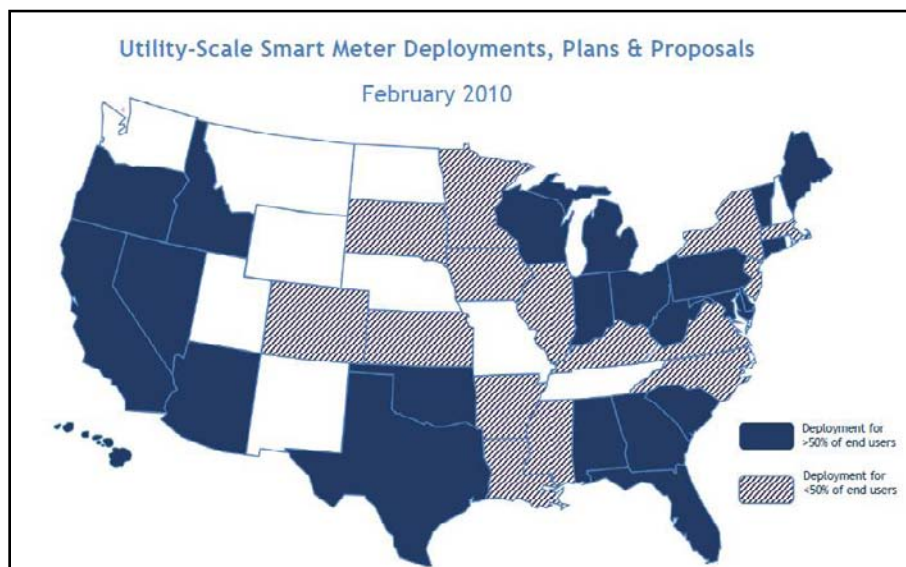 Utility-Scale Smart Meter Deployments, Plans & Proposals
February 2010
Deployment for
>50% of end users
Deployment for
<50% of end users